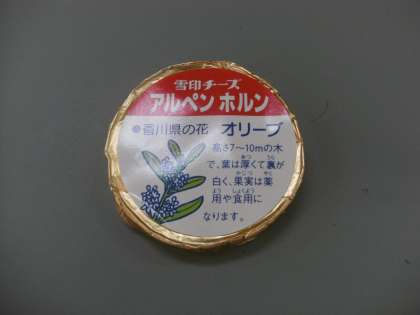 雪印チーズ
アルペン ホルン
●香川県の花 オリーブ
高さ7〜10mの木
で、葉は厚くて裏が
白く、果実は薬
用や食用に
なります。